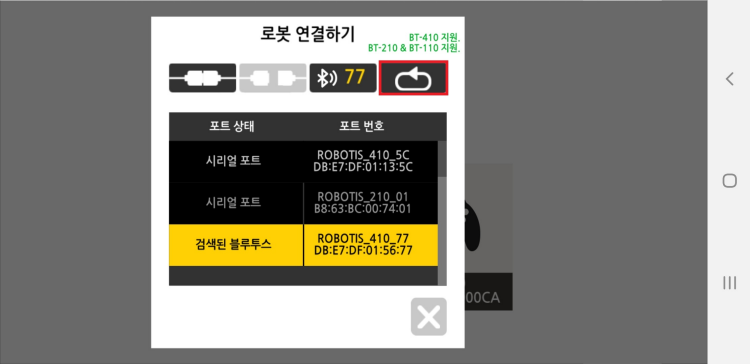 로봇 연결하기
BT-410 지원.
BT-210 & BT-110 지원.
77
포트 상태 포트 번호
시리얼 포트 ROBOTIS_410_5C
DB:E7:DF:01:13:5C
시리얼 포트 ROBOTIS_210_01
B8:63:BC:00:74:01
검색된 블루투스 ROBOTIS_410_77
DB:E7:DF:01:56:77
00CA